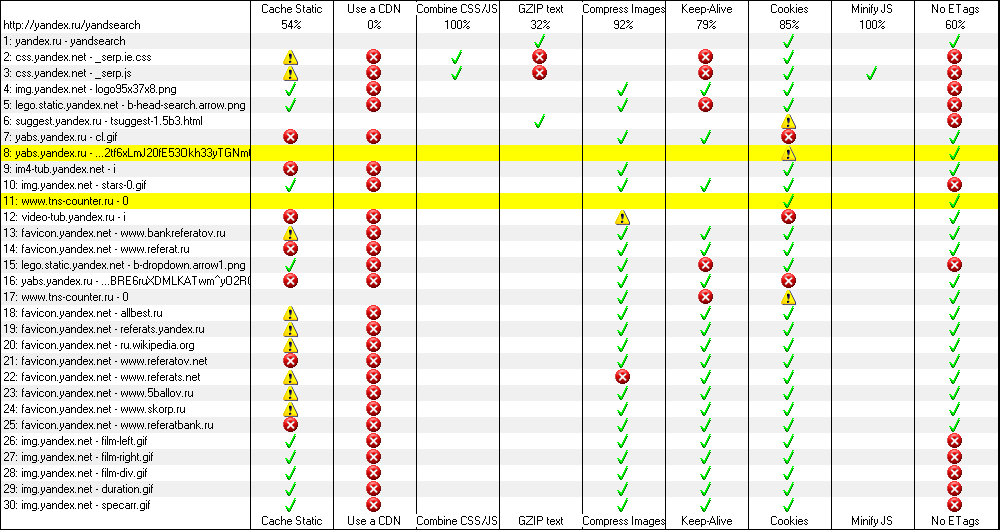 Cache Static Use a CDN Combine CSS/JS GZIP text Compress Images Keep-Alive Cookies Minify JS No ETags
http://yandex.ru/yandsearch 54% 0% 100% 32% 92% 79% 85% 100% 60%
1: yandex.ru - yandsearch
2: css.yandex.net - _serp.ie.css
3: css.yandex.net - _serp.js
4: img.yandex.net - logo95x37x8.png
5: lego.static.yandex.net - b-head-search.arrow.png
6: suggest.yandex.ru - tsuggest-1.5b3.html
7: yabs.yandex.ru - cl.gif
8: yabs.yandex.ru -
9: im4-tub.yandex.net - i
10: img.yandex.net - stars-0.gif
11: www.tns-counter.ru - 0
12: video-tub.yandex.ru - i
13: favicon.yandex.net - www.bankreferatov.ru
14: favicon.yandex.net - www.referat.ru
15: lego.static.yandex.net - b-dropdown.arrow1.png
16: yabs.yandex.ru -
17: www.tns-counter.ru - 0
18: favicon.yandex.net - allbest.ru
19: favicon.yandex.net - referats.yandex.ru
20: favicon.yandex.net - ru.wikipedia.org
21: favicon.yandex.net - www.referatov.net
22: favicon.yandex.net - www.referats.net
23: favicon.yandex.net - www.5ballov.ru
24: favicon.yandex.net - www.skorp.ru
25: favicon.yandex.net - www.referatbank.ru
26: img.yandex.net - film-left.gif
27: img.yandex.net - film-right.gif
28: img.yandex.net - film-div.gif
29: img.yandex.net - duration.gif
30: img.yandex.net - specarr.gif
Cache Static Use a CDN Combine CSS/JS GZIP text Compress Images Keep-Alive Cookies Minify JS No ETags